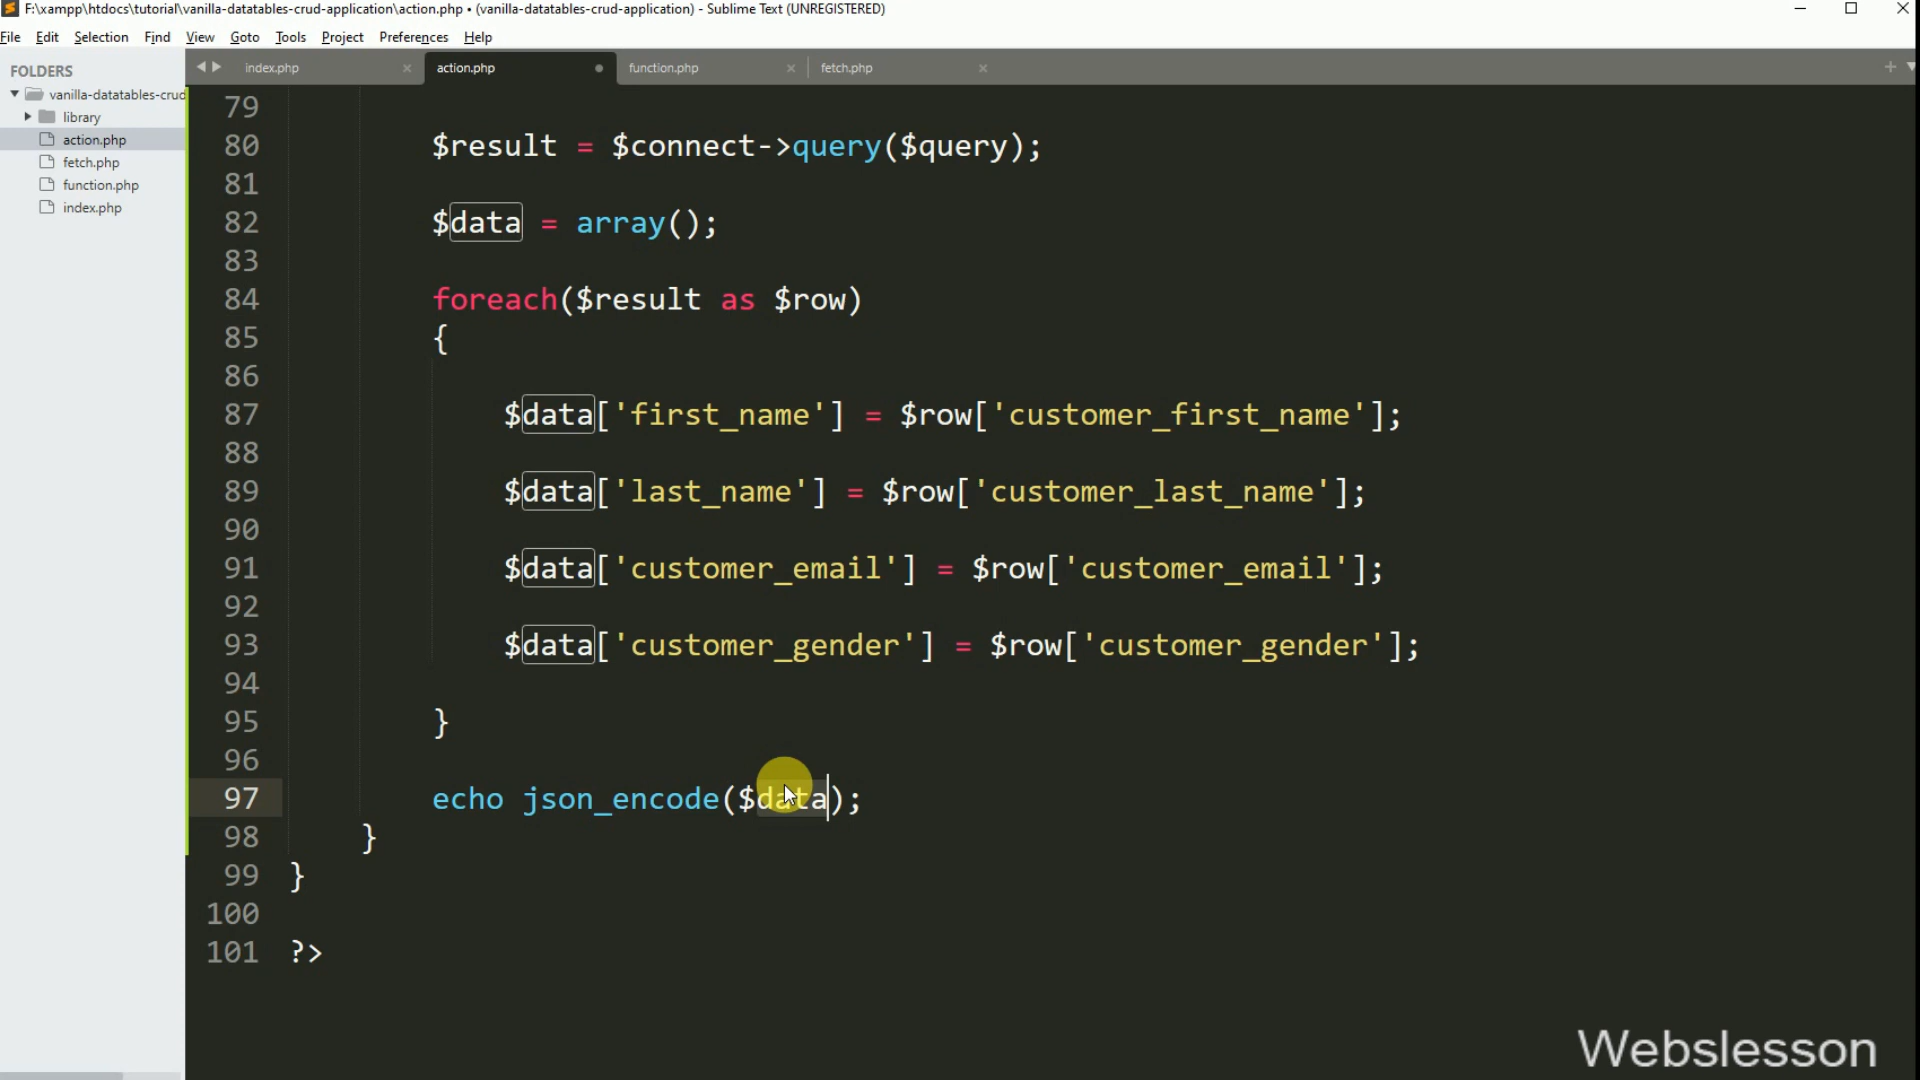 F:\xampp\htdocs\tutorial\vanilla-datatables-crud-application\action.php • (vanilla-datatables-crud-application) - Sublime Text (UNREGISTERED)
File Edit Selection Find View Goto Tools Project Preferences Help
FOLDERS
vanilla-datatables-crud
library
action.php
fetch.php
function.php
index.php
index.php action.php function.php fetch.php
79
80 $result = $connect->query($query);
81
82 $data = array();
83
84 foreach($result as $row)
85 {
86
87 $data['first_name'] = $row['customer_first_name'];
88
89 $data['last_name'] = $row['customer_last_name'];
90
91 $data['customer_email'] = $row['customer_email'];
92
93 $data['customer_gender'] = $row['customer_gender'];
94
95 }
96
97 echo json_encode($data);
98 }
99 }
100
101 ?>
Webslesson